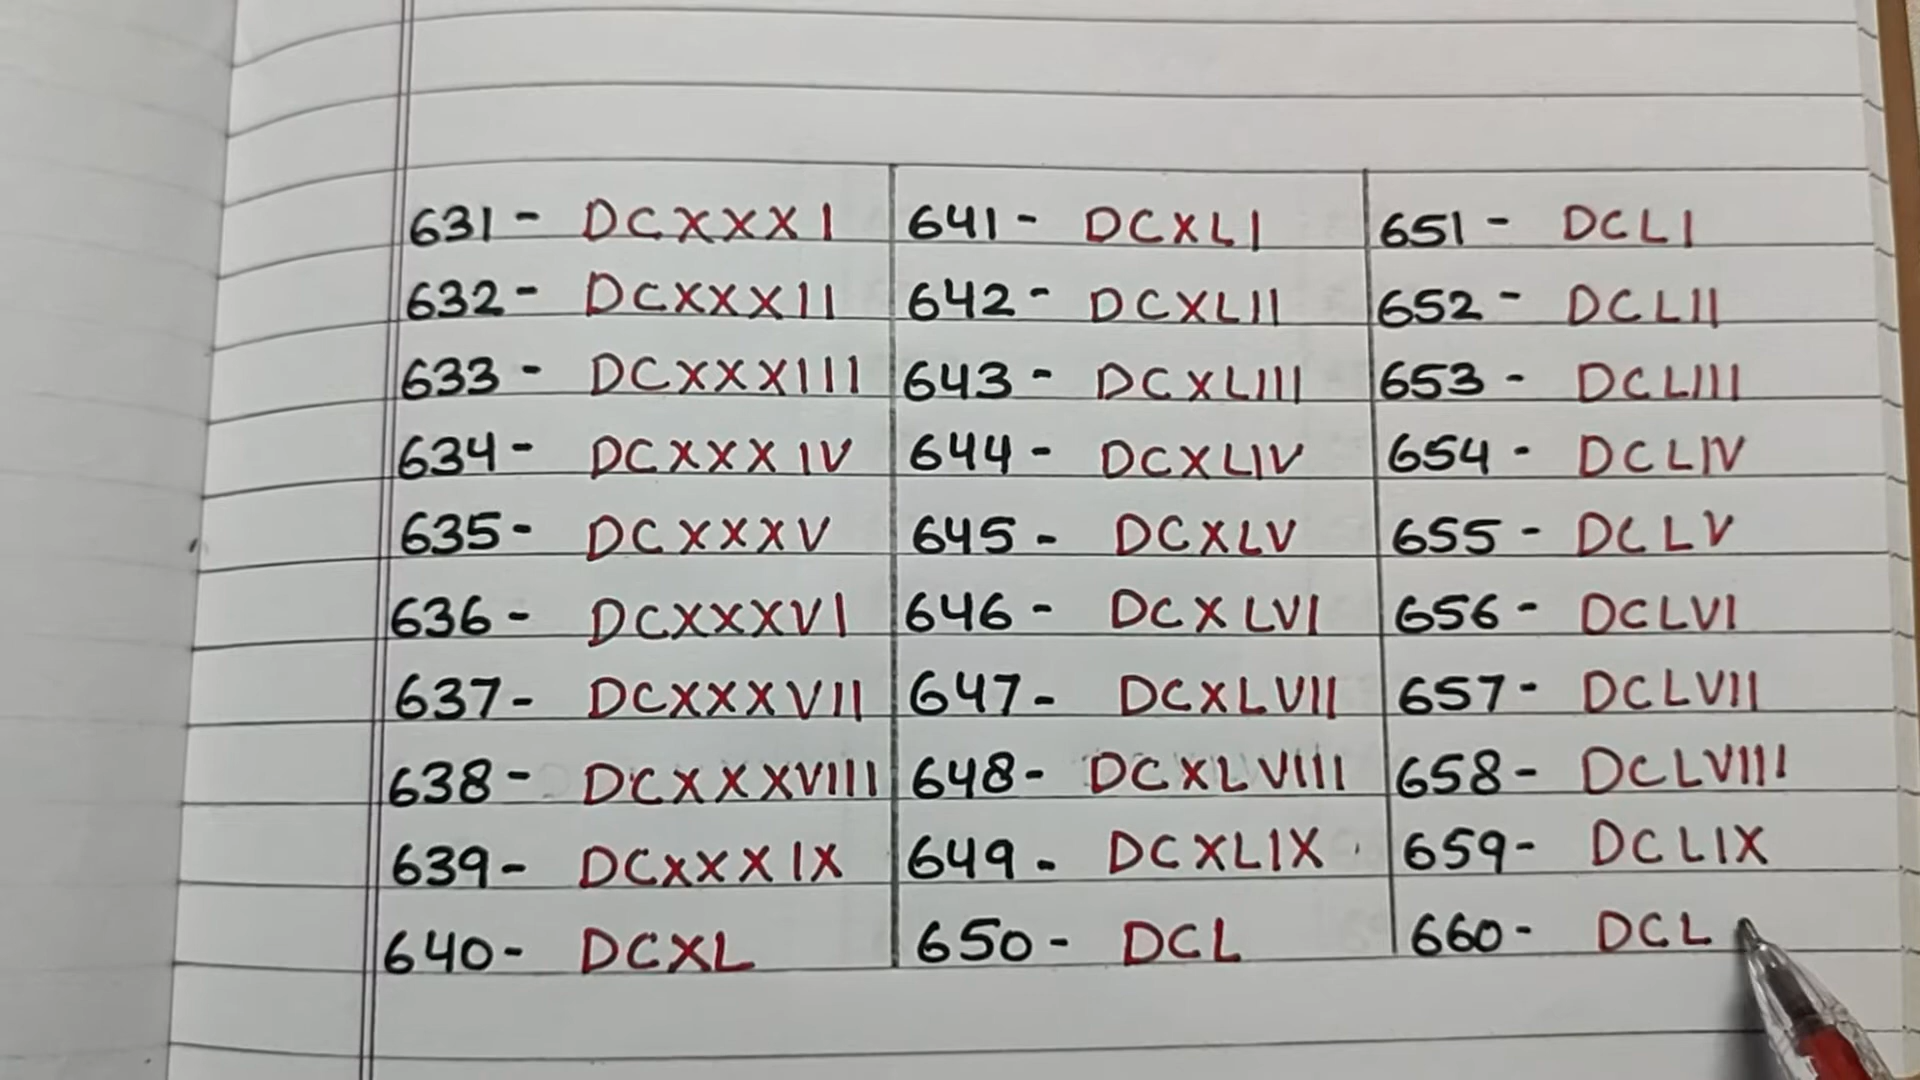 631 - DCXXXI
632 - DCXXXII
633 - DCXXXIII
634 - DCXXXIV
635 - DCXXXV
636 - DCXXXVI
637 - DCXXXVII
638 - DCXXXVIII
639 - DCXXXIX
640 - DCXL
641 - DCXLI
642 - DCXLII
643 - DCXLIII
644 - DCXLIV
645 - DCXLV
646 - DCXLVI
647 - DCXLVII
648 - DCXLVIII
649 - DCXLIX
650 - DCL
651 - DCLI
652 - DCLII
653 - DCLIII
654 - DCLIV
655 - DCLV
656 - DCLVI
657 - DCLVII
658 - DCLVIII
659 - DCLIX
660 - DCL